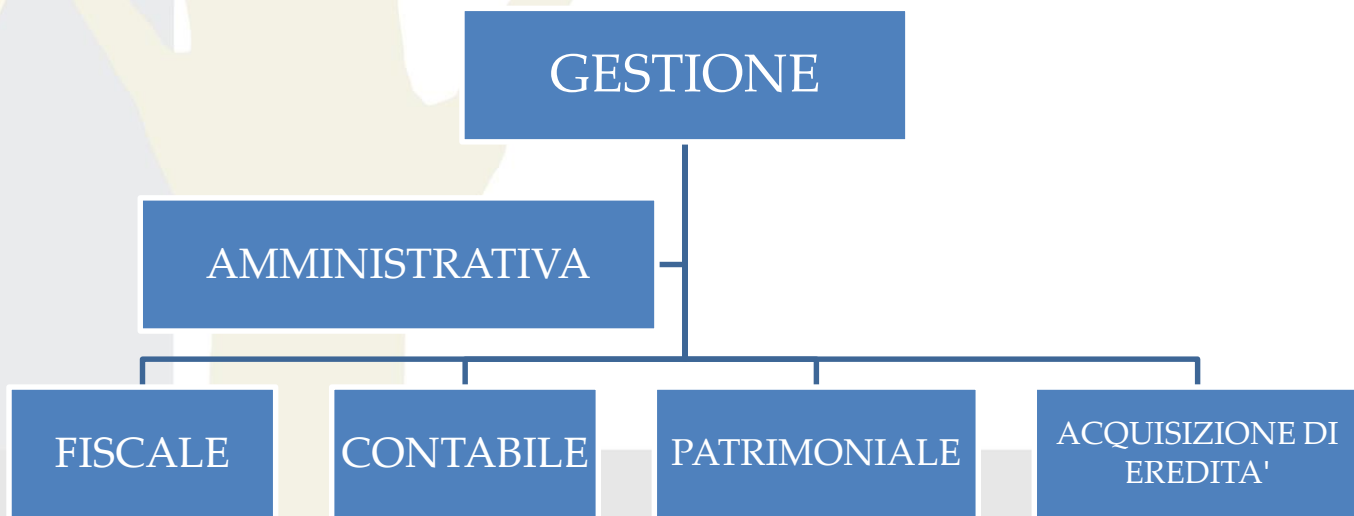 GESTIONE
AMMINISTRATIVA
FISCALE
CONTABILE
PATRIMONIALE
ACQUISIZIONE DI
EREDITA'